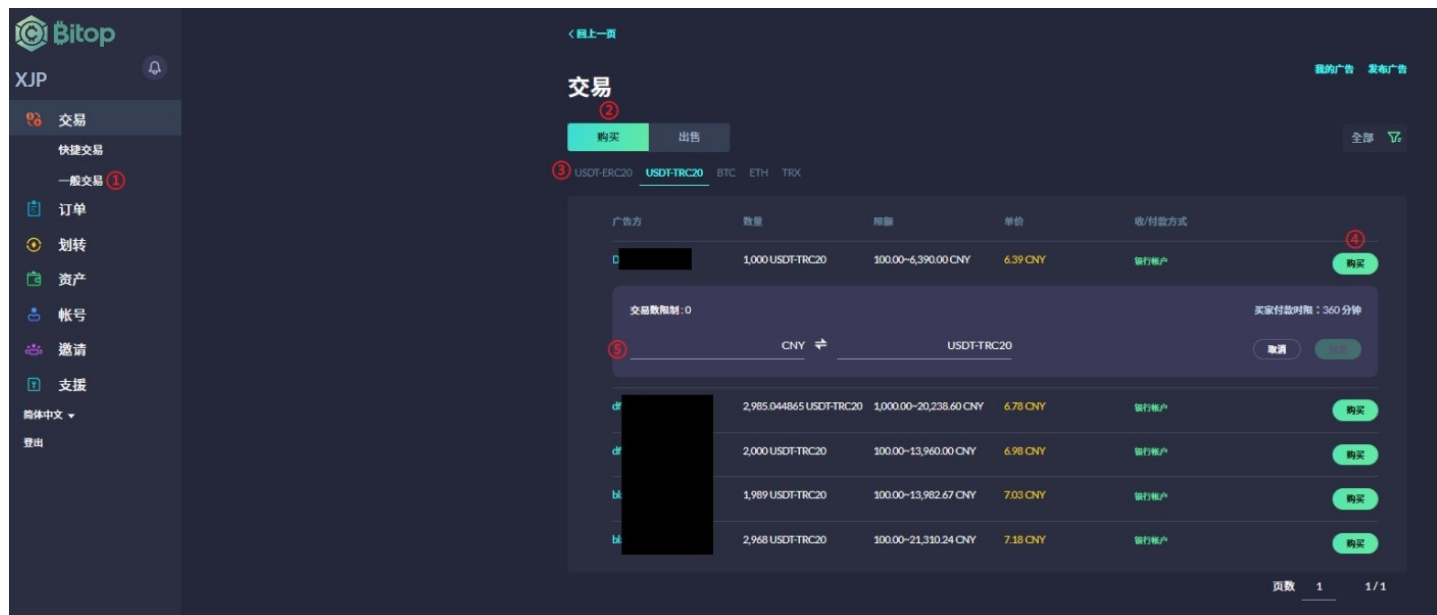 Bitop
XJP
交易
快捷交易
一般交易 ①
订单
划转
资产
帐号
邀请
支援
简体中文
登出
回上一页
我的广告 发布广告
交易
②
购买 出售
全部
③ USDT-ERC20 USDT-TRC20 BTC ETH TRX
广告方 数量 限额 单价 收/付款方式
④
D 1,000 USDT-TRC20 100.00~6,390.00 CNY 6.39 CNY 银行帐户 购买
交易数限制:0 买家付款时限:360 分钟
⑤ CNY ⇌ USDT-TRC20 取消
df 2,985.044865 USDT-TRC20 1,000.00~20,238.60 CNY 6.78 CNY 银行帐户 购买
df 2,000 USDT-TRC20 100.00~13,960.00 CNY 6.98 CNY 银行帐户 购买
bl 1,989 USDT-TRC20 100.00~13,982.67 CNY 7.03 CNY 银行帐户 购买
bl 2,968 USDT-TRC20 100.00~21,310.24 CNY 7.18 CNY 银行帐户 购买
页数 1 1/1